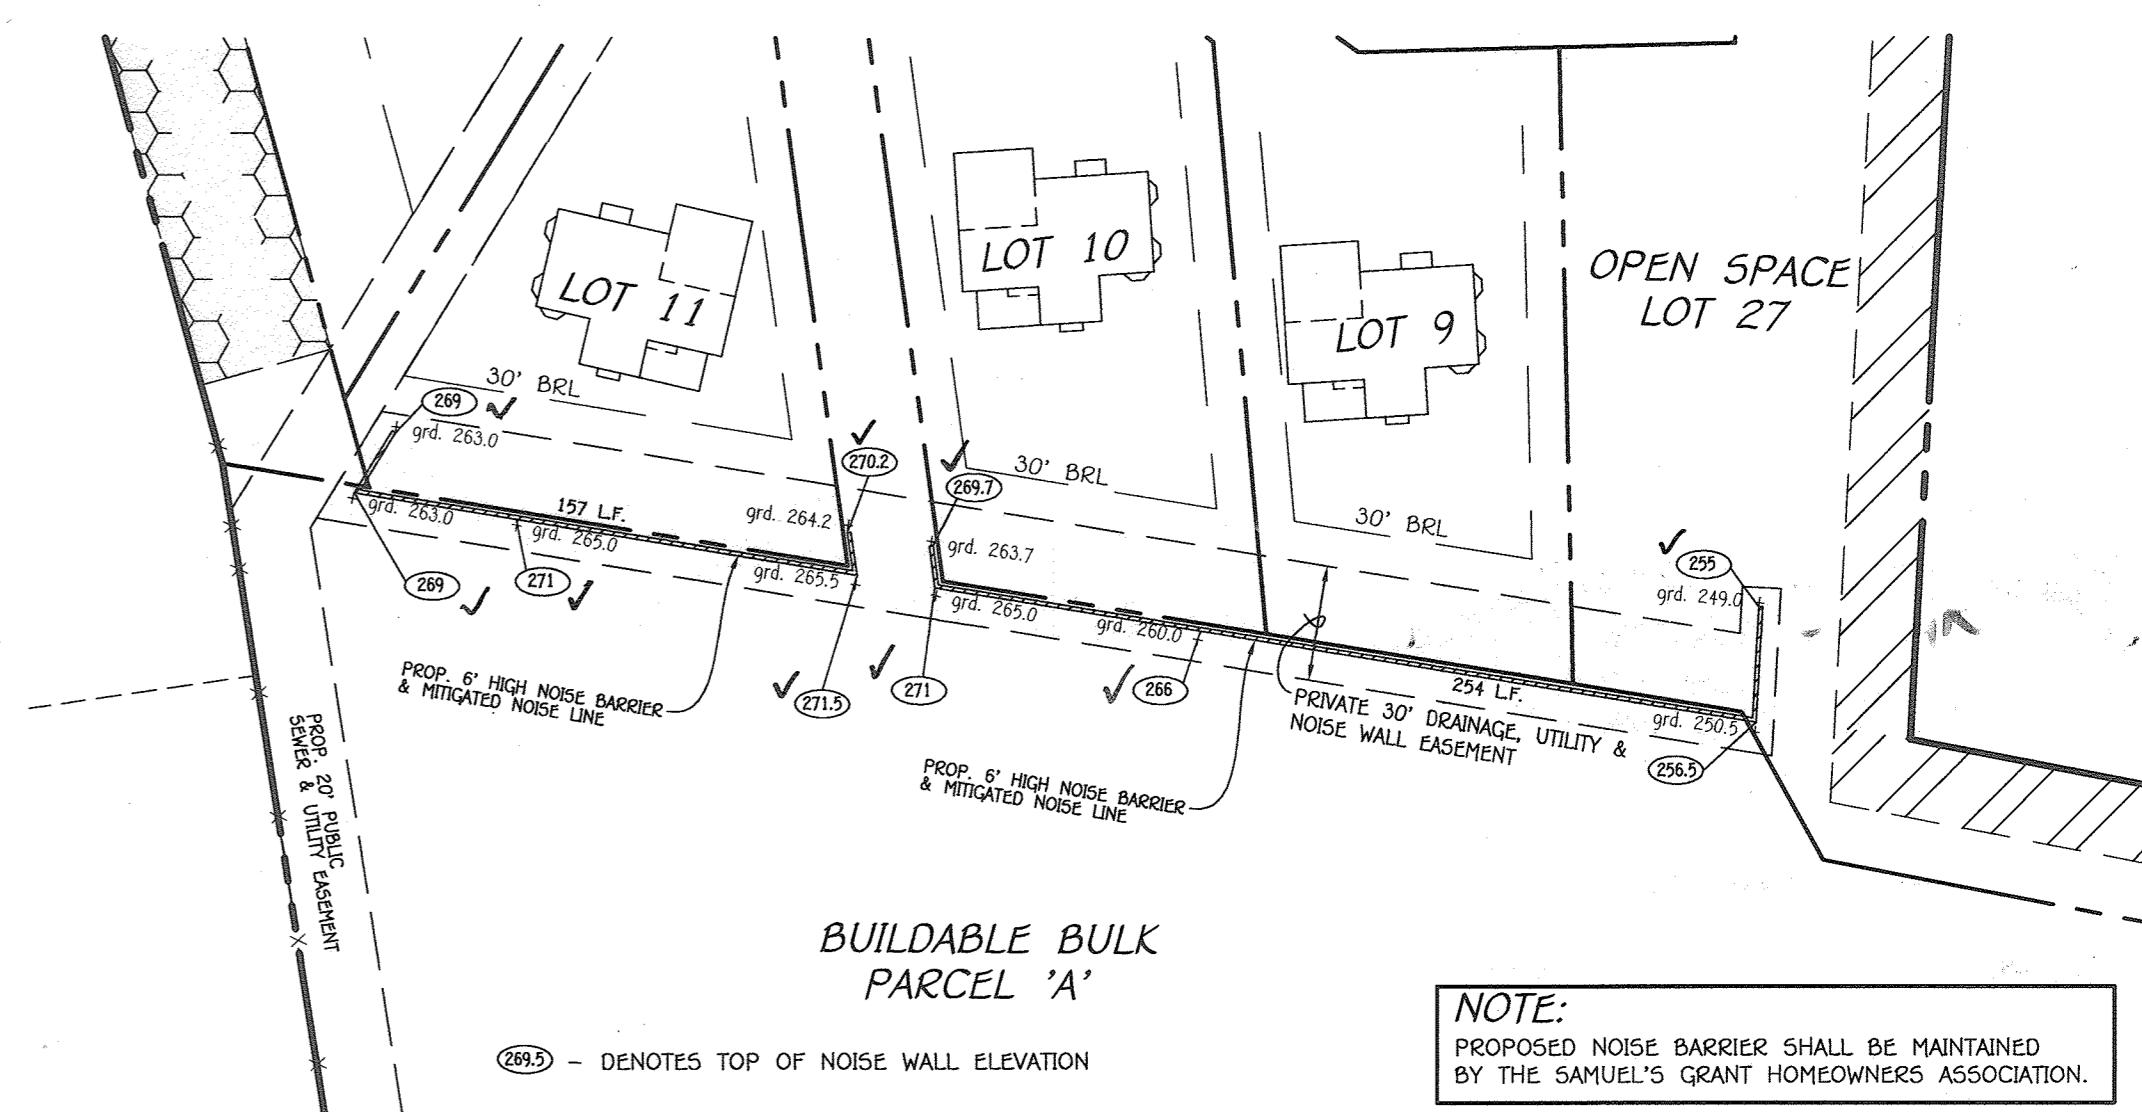 LOT 10
OPEN SPACE
LOT 27
LOT 11
LOT 9
30' BRL
269
grd. 263.0
270.2
30' BRL
269.7
grd. 263.0
157 L.F.
grd. 264.2
30' BRL
grd. 265.0
grd. 263.7
255
269
271
grd. 265.5
grd. 249.0
grd. 265.0
grd. 260.0
PROP. 6' HIGH NOISE BARRIER
& MITIGATED NOISE LINE
271.5
271
266
254 L.F.
PRIVATE 30' DRAINAGE, UTILITY &
NOISE WALL EASEMENT
grd. 250.5
256.5
PROP. 20' PUBLIC
SEWER & UTILITY EASEMENT
PROP. 6' HIGH NOISE BARRIER
& MITIGATED NOISE LINE
BUILDABLE BULK
PARCEL 'A'
269.5 – DENOTES TOP OF NOISE WALL ELEVATION
NOTE:
PROPOSED NOISE BARRIER SHALL BE MAINTAINED
BY THE SAMUEL'S GRANT HOMEOWNERS ASSOCIATION.